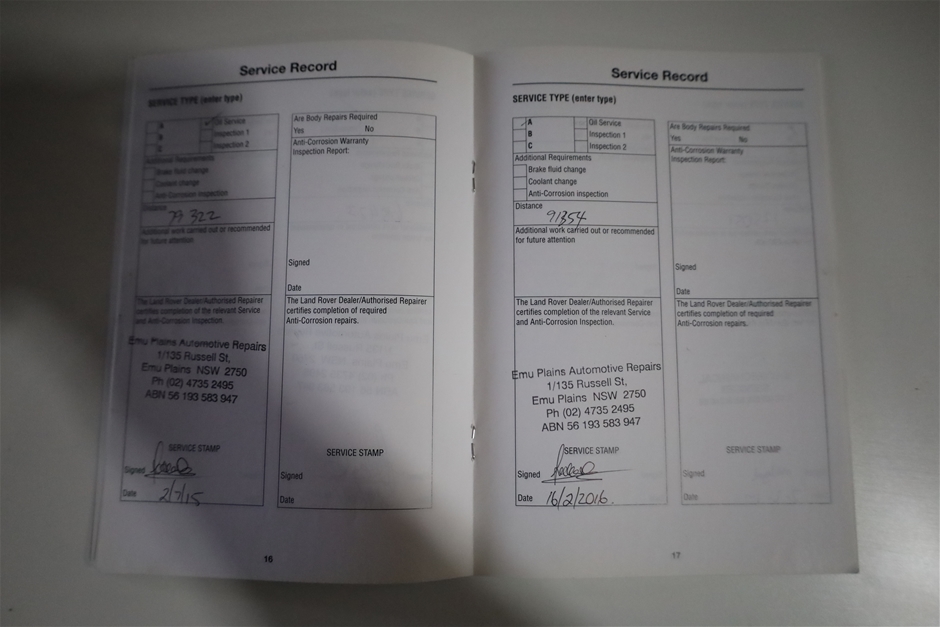 Service Record
SERVICE TYPE (enter type)
A
B
C
✓ Oil Service
Inspection 1
Inspection 2
Additional Requirements
Brake fluid change
Coolant change
Anti-Corrosion inspection
Distance
79 322
Additional work carried out or recommended
for future attention
The Land Rover Dealer/Authorised Repairer
certifies completion of the relevant Service
and Anti-Corrosion Inspection.
Emu Plains Automotive Repairs
1/135 Russell St,
Emu Plains NSW 2750
Ph (02) 4735 2495
ABN 56 193 583 947
SERVICE STAMP
Signed
Date 2/7/15
Are Body Repairs Required
Yes No
Anti-Corrosion Warranty
Inspection Report:
Signed
Date
The Land Rover Dealer/Authorised Repairer
certifies completion of required
Anti-Corrosion repairs.
SERVICE STAMP
Signed
Date
16
Service Record
SERVICE TYPE (enter type)
✓ A
B
C
Oil Service
Inspection 1
Inspection 2
Additional Requirements
Brake fluid change
Coolant change
Anti-Corrosion inspection
Distance
91354
Additional work carried out or recommended
for future attention
The Land Rover Dealer/Authorised Repairer
certifies completion of the relevant Service
and Anti-Corrosion Inspection.
Emu Plains Automotive Repairs
1/135 Russell St,
Emu Plains NSW 2750
Ph (02) 4735 2495
ABN 56 193 583 947
SERVICE STAMP
Signed
Date 16/2/2016
Are Body Repairs Required
Yes No
Anti-Corrosion Warranty
Inspection Report:
Signed
Date
The Land Rover Dealer/Authorised Repairer
certifies completion of required
Anti-Corrosion repairs.
SERVICE STAMP
Signed
Date
17